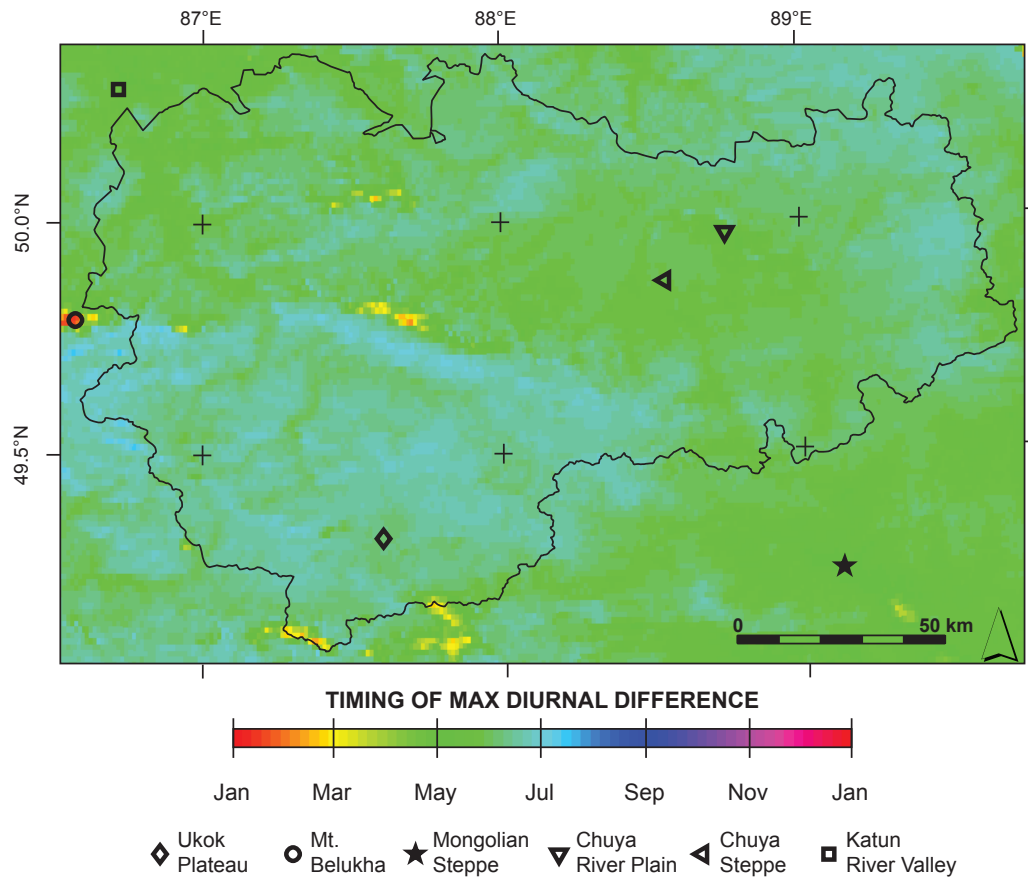 87°E 88°E 89°E
50.0°N
49.5°N
0 50 km
TIMING OF MAX DIURNAL DIFFERENCE
Jan Mar May Jul Sep Nov Jan
Ukok Plateau
Mt. Belukha
Mongolian Steppe
Chuya River Plain
Chuya Steppe
Katun River Valley